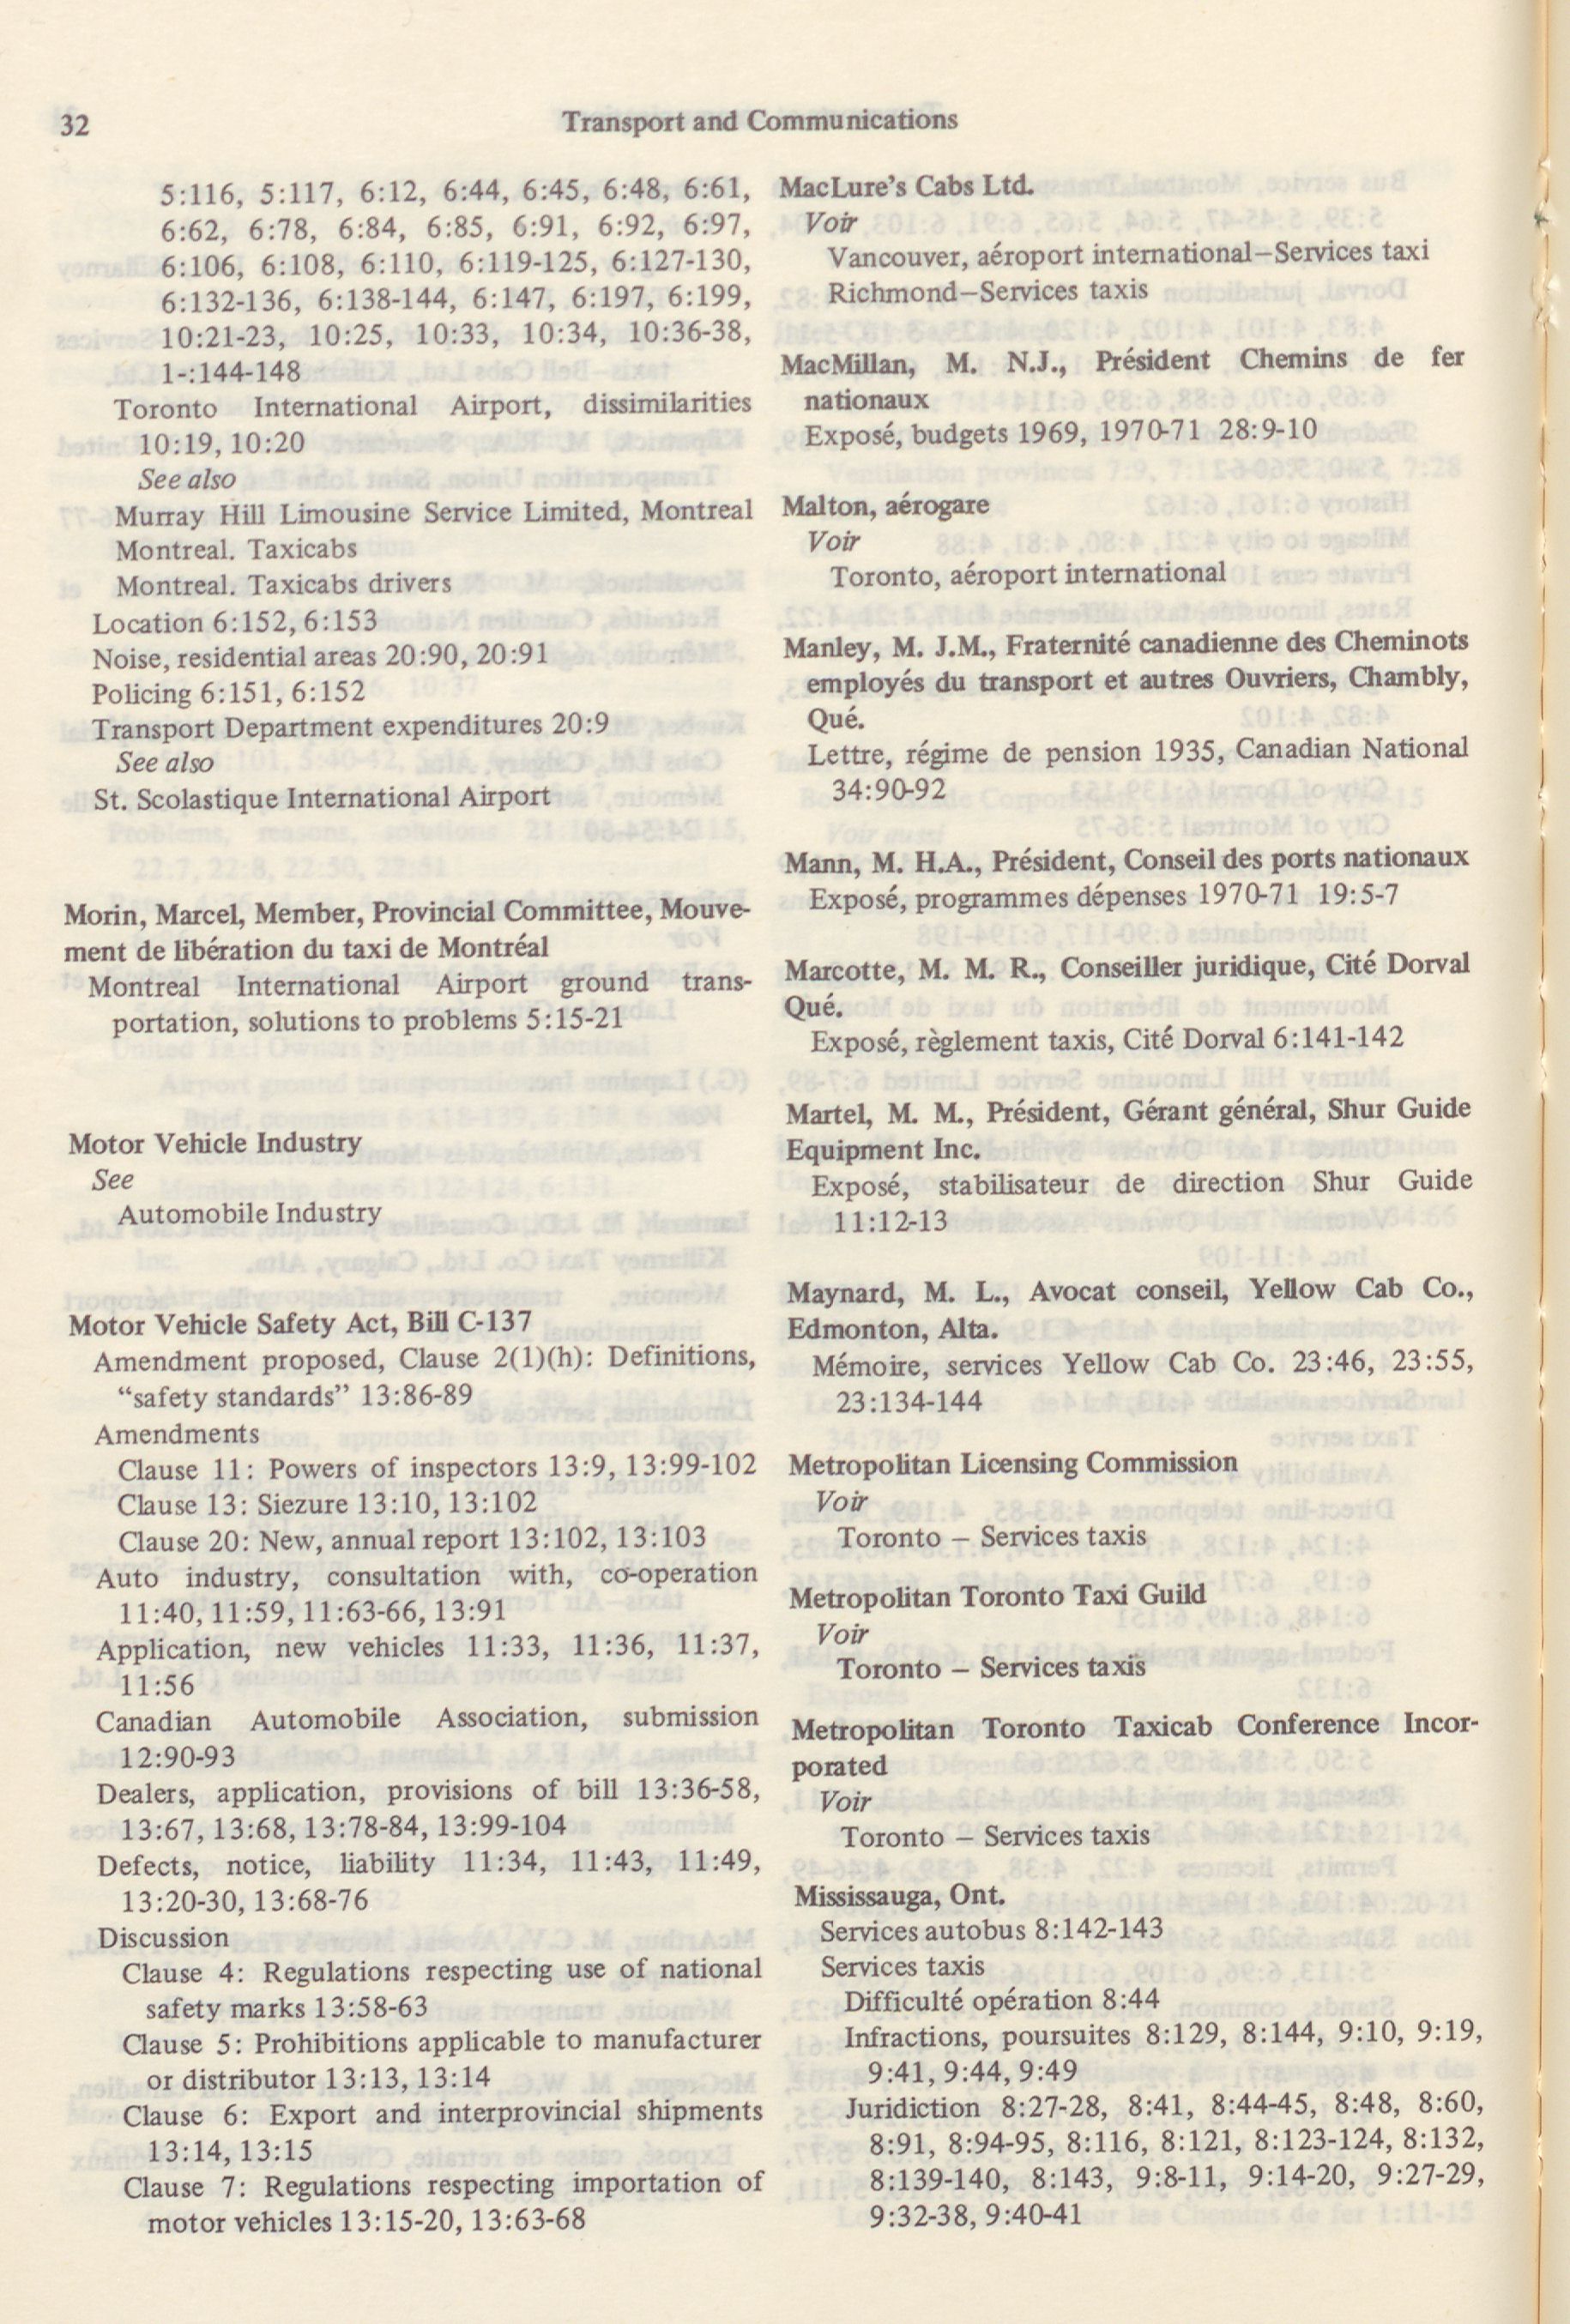 32
Transport and Communications
5:116, 5:117, 6:12, 6:44, 6:45, 6:48, 6:61,
6:62, 6:78, 6:84, 6:85, 6:91, 6:92, 6:97,
6:106, 6:108, 6:110, 6:119-125, 6:127-130,
6:132-136, 6:138-144, 6:147, 6:197, 6:199,
10:21-23, 10:25, 10:33, 10:34, 10:36-38,
1-:144-148
Toronto International Airport, dissimilarities
10:19, 10:20
See also
Murray Hill Limousine Service Limited, Montreal
Montreal. Taxicabs
Montreal. Taxicabs drivers
Location 6:152, 6:153
Noise, residential areas 20:90, 20:91
Policing 6:151, 6:152
Transport Department expenditures 20:9
See also
St. Scolastique International Airport
Morin, Marcel, Member, Provincial Committee, Mouve-
ment de libération du taxi de Montréal
Montreal International Airport ground trans-
portation, solutions to problems 5:15-21
Motor Vehicle Industry
See
Automobile Industry
Motor Vehicle Safety Act, Bill C-137
Amendment proposed, Clause 2(1)(h): Definitions,
“safety standards” 13:86-89
Amendments
Clause 11: Powers of inspectors 13:9, 13:99-102
Clause 13: Siezure 13:10, 13:102
Clause 20: New, annual report 13:102, 13:103
Auto industry, consultation with, co-operation
11:40, 11:59, 11:63-66, 13:91
Application, new vehicles 11:33, 11:36, 11:37,
11:56
Canadian Automobile Association, submission
12:90-93
Dealers, application, provisions of bill 13:36-58,
13:67, 13:68, 13:78-84, 13:99-104
Defects, notice, liability 11:34, 11:43, 11:49,
13:20-30, 13:68-76
Discussion
Clause 4: Regulations respecting use of national
safety marks 13:58-63
Clause 5: Prohibitions applicable to manufacturer
or distributor 13:13, 13:14
Clause 6: Export and interprovincial shipments
13:14, 13:15
Clause 7: Regulations respecting importation of
motor vehicles 13:15-20, 13:63-68
MacLure’s Cabs Ltd.
Voir
Vancouver, aéroport international—Services taxi
Richmond—Services taxis
MacMillan, M. N.J., Président Chemins de fer
nationaux
Exposé, budgets 1969, 1970-71 28:9-10
Malton, aérogare
Voir
Toronto, aéroport international
Manley, M. J.M., Fraternité canadienne des Cheminots
employés du transport et autres Ouvriers, Chambly,
Qué.
Lettre, régime de pension 1935, Canadian National
34:90-92
Mann, M. H.A., Président, Conseil des ports nationaux
Exposé, programmes dépenses 1970-71 19:5-7
Marcotte, M. M. R., Conseiller juridique, Cité Dorval
Qué.
Exposé, règlement taxis, Cité Dorval 6:141-142
Martel, M. M., Président, Gérant général, Shur Guide
Equipment Inc.
Exposé, stabilisateur de direction Shur Guide
11:12-13
Maynard, M. L., Avocat conseil, Yellow Cab Co.,
Edmonton, Alta.
Mémoire, services Yellow Cab Co. 23:46, 23:55,
23:134-144
Metropolitan Licensing Commission
Voir
Toronto – Services taxis
Metropolitan Toronto Taxi Guild
Voir
Toronto – Services taxis
Metropolitan Toronto Taxicab Conference Incor-
porated
Voir
Toronto – Services taxis
Mississauga, Ont.
Services autobus 8:142-143
Services taxis
Difficulté opération 8:44
Infractions, poursuites 8:129, 8:144, 9:10, 9:19,
9:41, 9:44, 9:49
Juridiction 8:27-28, 8:41, 8:44-45, 8:48, 8:60,
8:91, 8:94-95, 8:116, 8:121, 8:123-124, 8:132,
8:139-140, 8:143, 9:8-11, 9:14-20, 9:27-29,
9:32-38, 9:40-41